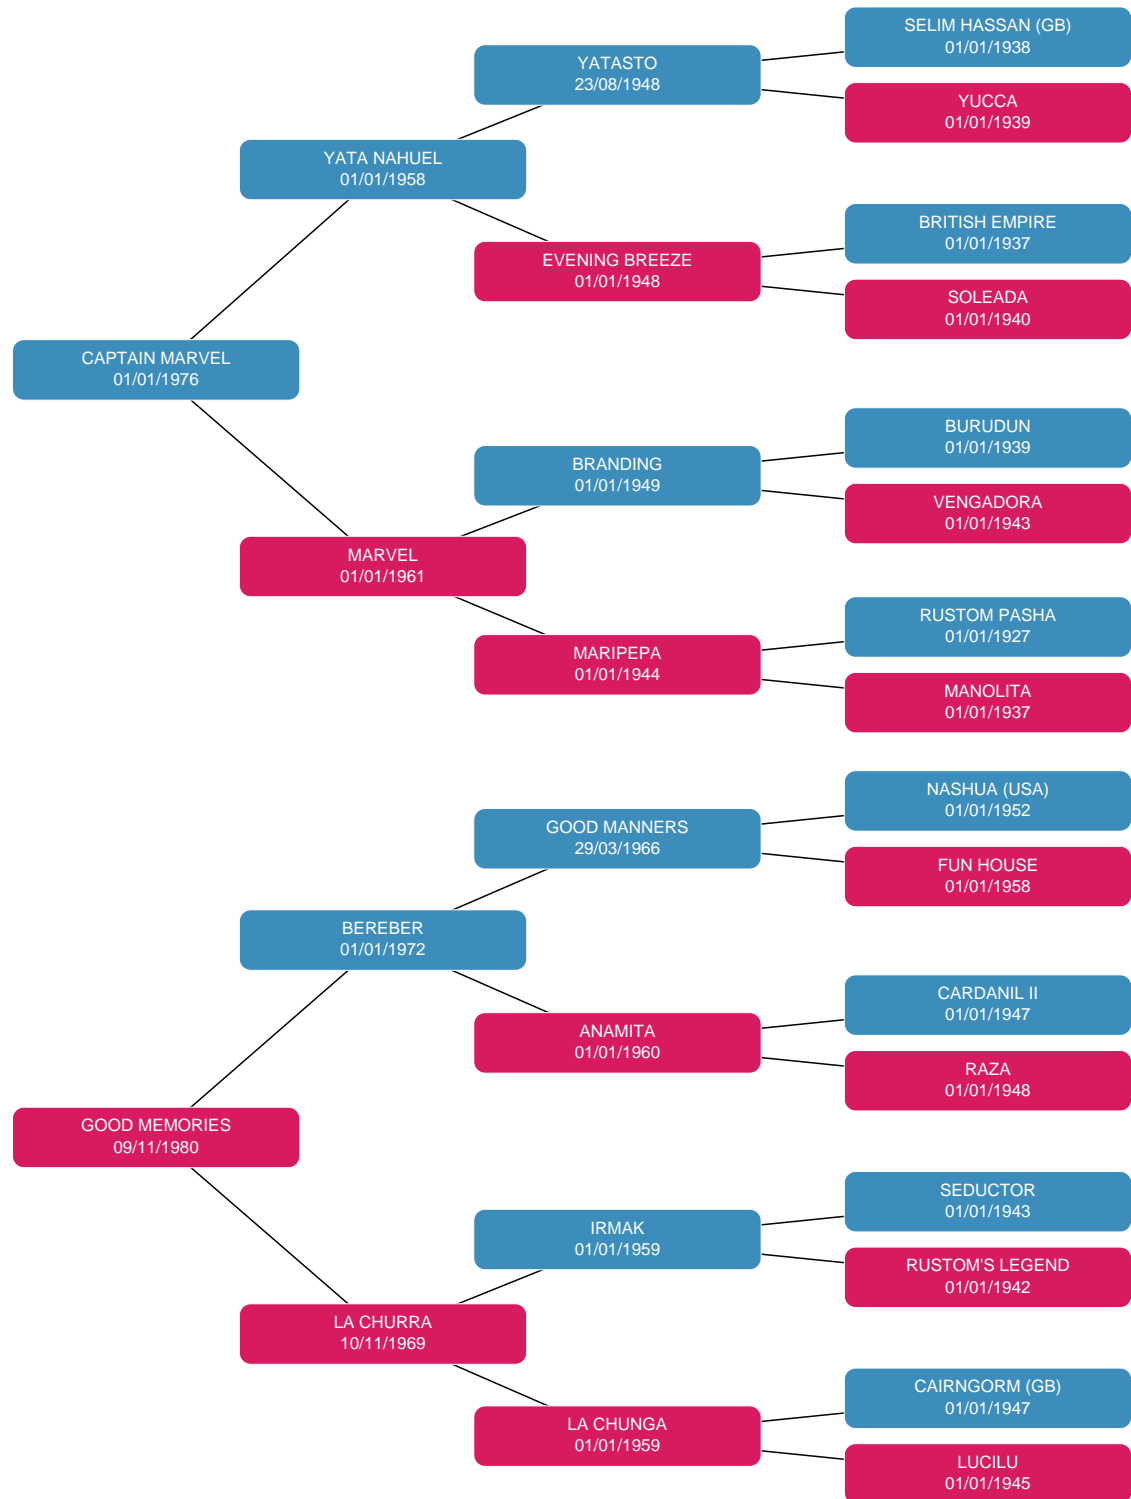 SELIM HASSAN (GB)
01/01/1938
YATASTO
23/08/1948
YUCCA
01/01/1939
YATA NAHUEL
01/01/1958
BRITISH EMPIRE
01/01/1937
EVENING BREEZE
01/01/1948
SOLEADA
01/01/1940
CAPTAIN MARVEL
01/01/1976
BURUDUN
01/01/1939
BRANDING
01/01/1949
VENGADORA
01/01/1943
MARVEL
01/01/1961
RUSTOM PASHA
01/01/1927
MARIPEPA
01/01/1944
MANOLITA
01/01/1937
NASHUA (USA)
01/01/1952
GOOD MANNERS
29/03/1966
FUN HOUSE
01/01/1958
BEREBER
01/01/1972
CARDANIL II
01/01/1947
ANAMITA
01/01/1960
RAZA
01/01/1948
GOOD MEMORIES
09/11/1980
SEDUCTOR
01/01/1943
IRMAK
01/01/1959
RUSTOM'S LEGEND
01/01/1942
LA CHURRA
10/11/1969
CAIRNGORM (GB)
01/01/1947
LA CHUNGA
01/01/1959
LUCILU
01/01/1945